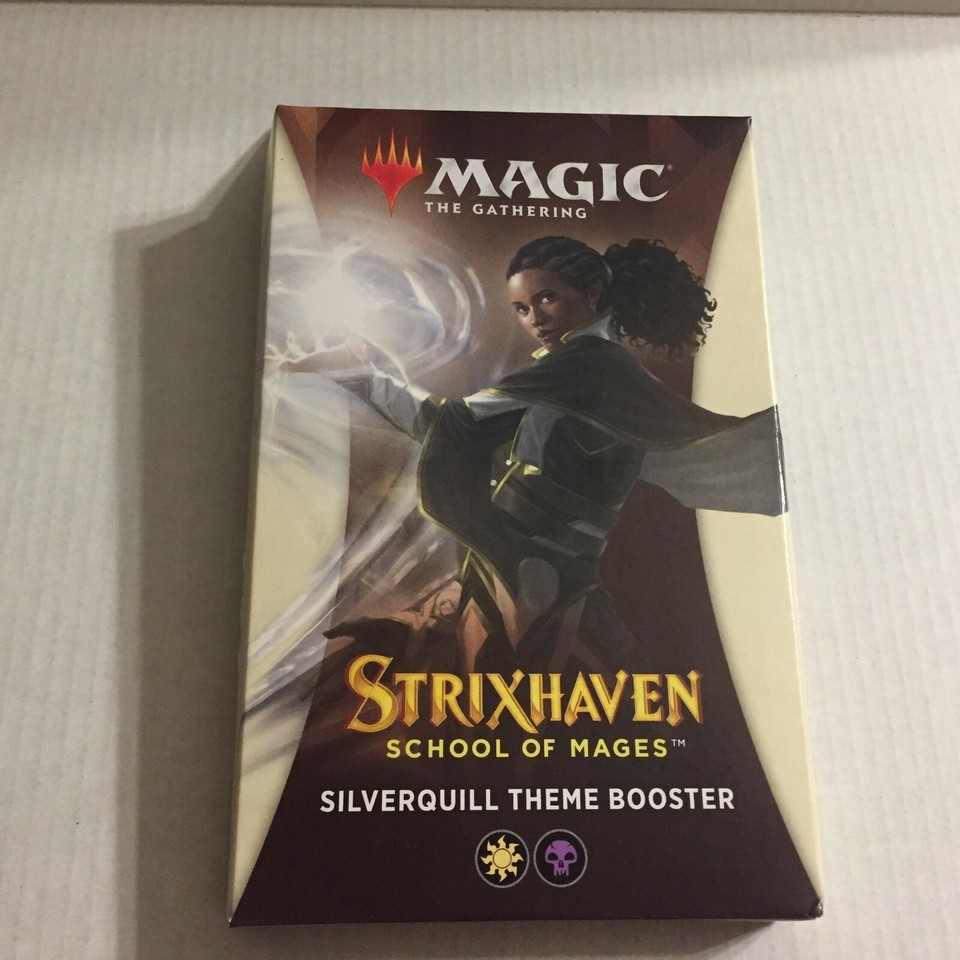 MAGIC®
THE GATHERING
STRIXHAVEN
SCHOOL OF MAGES™
SILVERQUILL THEME BOOSTER